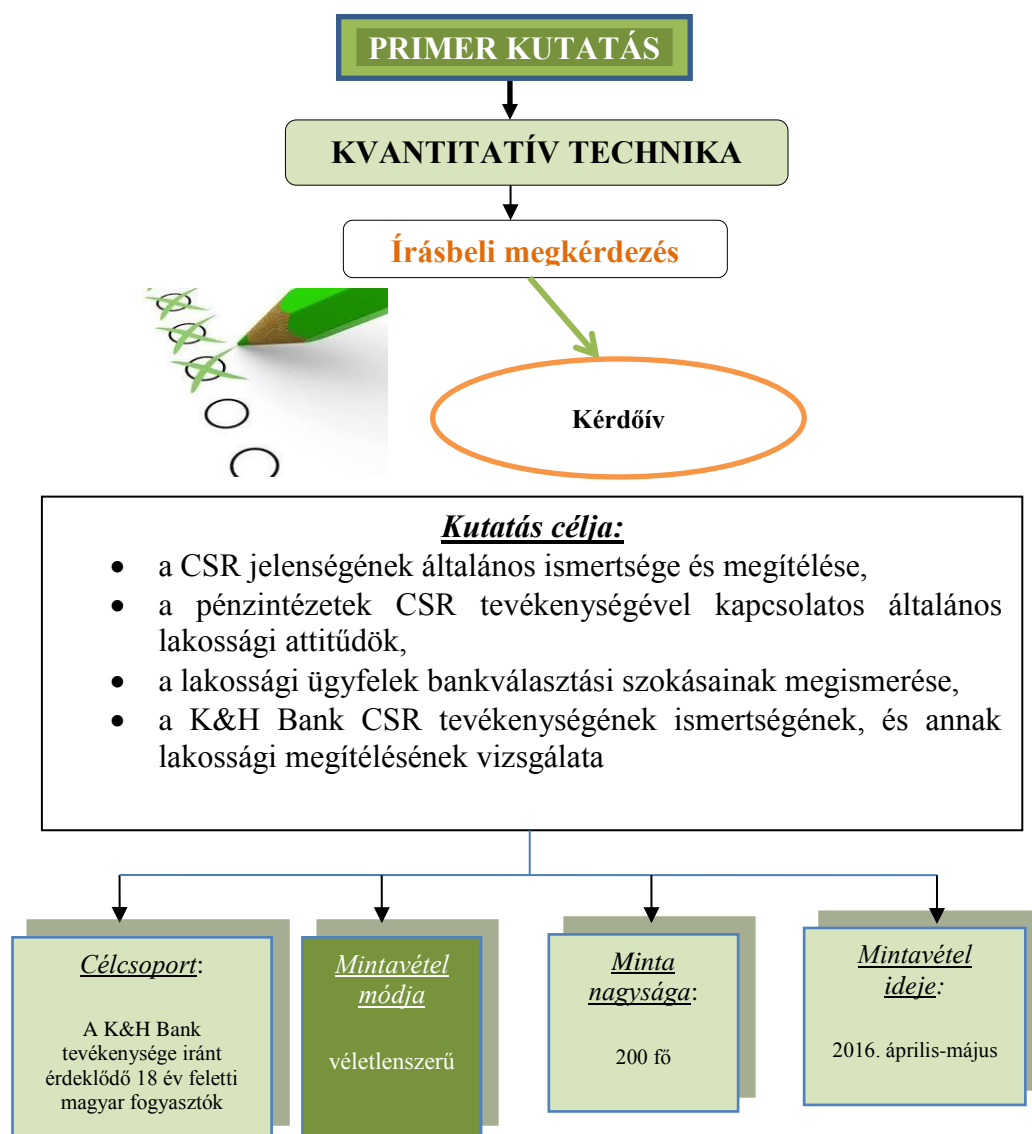 PRIMER KUTATÁS
KVANTITATÍV TECHNIKA
Írásbeli megkérdezés
Kérdőív
Kutatás célja:
• a CSR jelenségének általános ismertsége és megítélése,
• a pénzintézetek CSR tevékenységével kapcsolatos általános
lakossági attitűdök,
• a lakossági ügyfelek bankválasztási szokásainak megismerése,
• a K&H Bank CSR tevékenységének ismertségének, és annak
lakossági megítélésének vizsgálata
Célcsoport:
A K&H Bank
tevékenysége iránt
érdeklődő 18 év feletti
magyar fogyasztók
Mintavétel
módja
véletlenszerű
Minta
nagysága:
200 fő
Mintavétel
ideje:
2016. április-május